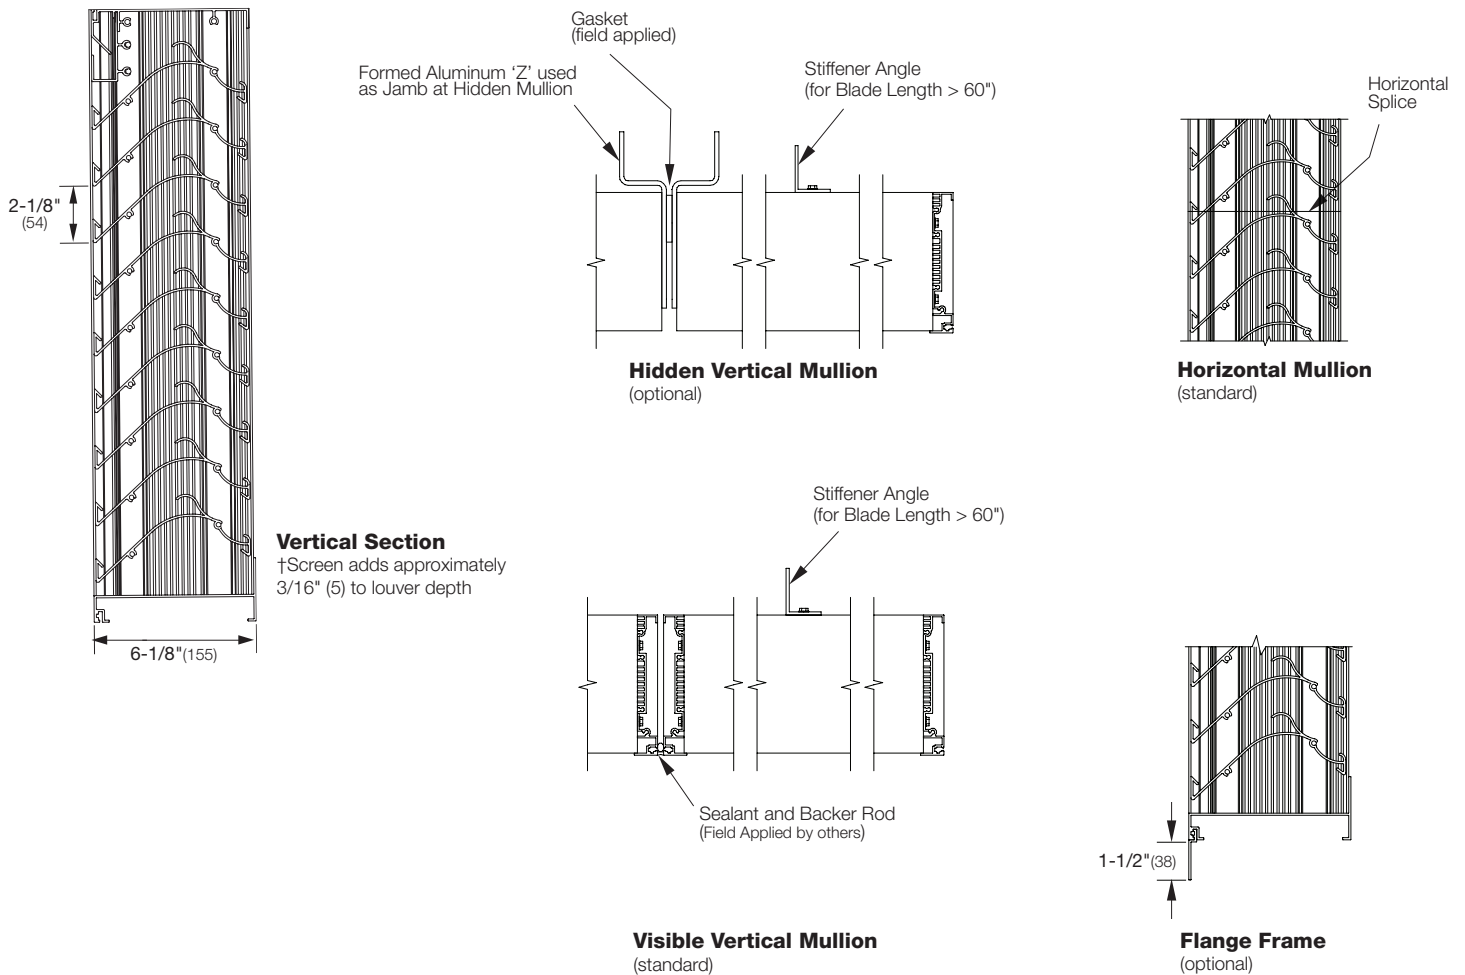 2-1/8"
(54)
Vertical Section
†Screen adds approximately
3/16" (5) to louver depth
6-1/8"(155)
Gasket
(field applied)
Formed Aluminum ‘Z’ used
as Jamb at Hidden Mullion
Stiffener Angle
(for Blade Length > 60")
Hidden Vertical Mullion
(optional)
Horizontal
Splice
Horizontal Mullion
(standard)
Stiffener Angle
(for Blade Length > 60")
Sealant and Backer Rod
(Field Applied by others)
Visible Vertical Mullion
(standard)
1-1/2"(38)
Flange Frame
(optional)